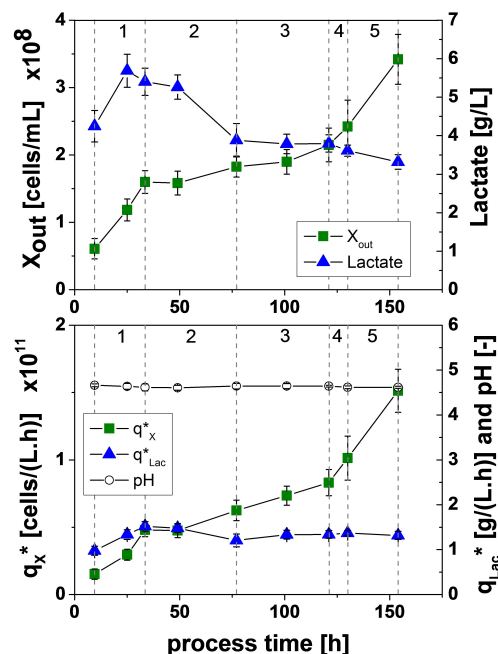 X_out [cells/mL] x10^8
4
3
2
1
0
1 2 3 4 5
7
6
5
4
3
2
1
0
Lactate [g/L]
X_out
Lactate
0 50 100 150
q_X* [cells/(L.h)] x10^11
2
1
0
1 2 3 4 5
6
5
4
3
2
1
0
q_Lac* [g/(L.h)] and pH
q*_X
q*_Lac
pH
0 50 100 150
process time [h]